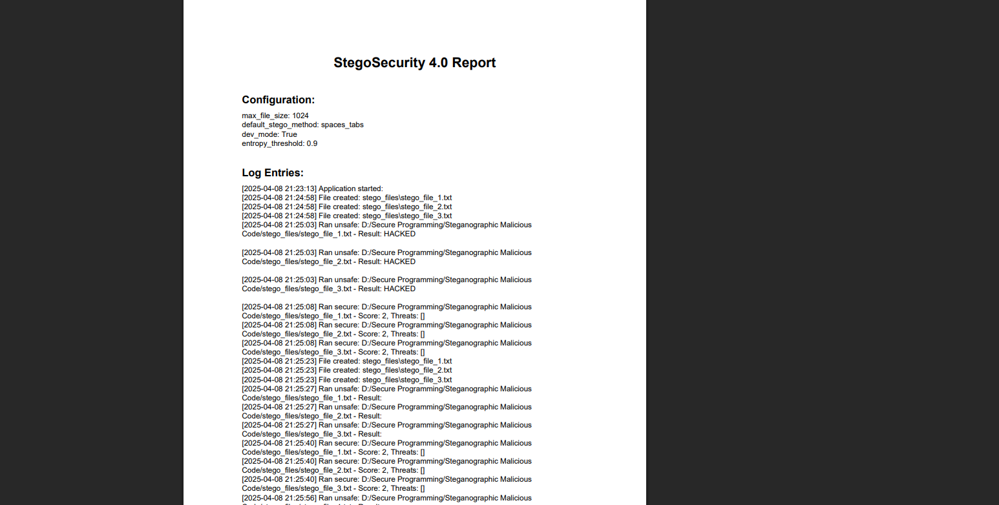 StegoSecurity 4.0 Report
Configuration:
max_file_size: 1024
default_stego_method: spaces_tabs
dev_mode: True
entropy_threshold: 0.9
Log Entries:
[2025-04-08 21:23:13] Application started:
[2025-04-08 21:24:58] File created: stego_files\stego_file_1.txt
[2025-04-08 21:24:58] File created: stego_files\stego_file_2.txt
[2025-04-08 21:24:58] File created: stego_files\stego_file_3.txt
[2025-04-08 21:25:03] Ran unsafe: D:/Secure Programming/Steganographic Malicious
Code/stego_files/stego_file_1.txt - Result: HACKED
[2025-04-08 21:25:03] Ran unsafe: D:/Secure Programming/Steganographic Malicious
Code/stego_files/stego_file_2.txt - Result: HACKED
[2025-04-08 21:25:03] Ran unsafe: D:/Secure Programming/Steganographic Malicious
Code/stego_files/stego_file_3.txt - Result: HACKED
[2025-04-08 21:25:08] Ran secure: D:/Secure Programming/Steganographic Malicious
Code/stego_files/stego_file_1.txt - Score: 2, Threats: []
[2025-04-08 21:25:08] Ran secure: D:/Secure Programming/Steganographic Malicious
Code/stego_files/stego_file_2.txt - Score: 2, Threats: []
[2025-04-08 21:25:08] Ran secure: D:/Secure Programming/Steganographic Malicious
Code/stego_files/stego_file_3.txt - Score: 2, Threats: []
[2025-04-08 21:25:23] File created: stego_files\stego_file_1.txt
[2025-04-08 21:25:23] File created: stego_files\stego_file_2.txt
[2025-04-08 21:25:23] File created: stego_files\stego_file_3.txt
[2025-04-08 21:25:27] Ran unsafe: D:/Secure Programming/Steganographic Malicious
Code/stego_files/stego_file_1.txt - Result:
[2025-04-08 21:25:27] Ran unsafe: D:/Secure Programming/Steganographic Malicious
Code/stego_files/stego_file_2.txt - Result:
[2025-04-08 21:25:27] Ran unsafe: D:/Secure Programming/Steganographic Malicious
Code/stego_files/stego_file_3.txt - Result:
[2025-04-08 21:25:40] Ran secure: D:/Secure Programming/Steganographic Malicious
Code/stego_files/stego_file_1.txt - Score: 2, Threats: []
[2025-04-08 21:25:40] Ran secure: D:/Secure Programming/Steganographic Malicious
Code/stego_files/stego_file_2.txt - Score: 2, Threats: []
[2025-04-08 21:25:40] Ran secure: D:/Secure Programming/Steganographic Malicious
Code/stego_files/stego_file_3.txt - Score: 2, Threats: []
[2025-04-08 21:25:56] Ran unsafe: D:/Secure Programming/Steganographic Malicious